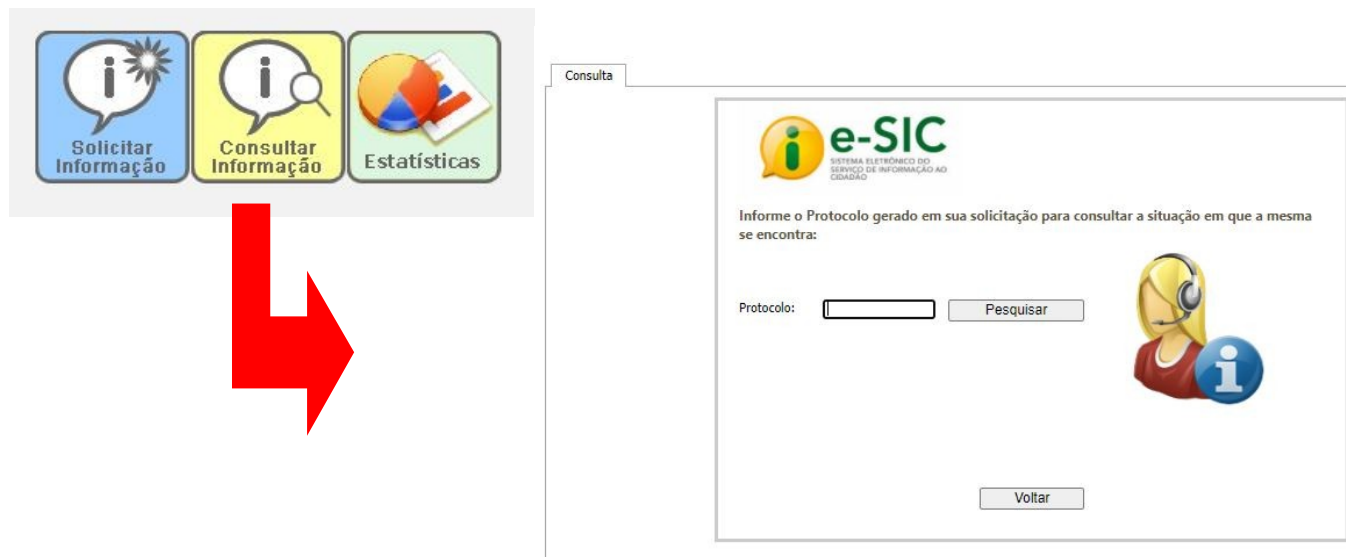 Solicitar
Informação
Consultar
Informação
Estatísticas
Consulta
e-SIC
SISTEMA ELETRÔNICO DO
SERVIÇO DE INFORMAÇÃO AO
CIDADÃO
Informe o Protocolo gerado em sua solicitação para consultar a situação em que a mesma
se encontra:
Protocolo:
Pesquisar
Voltar